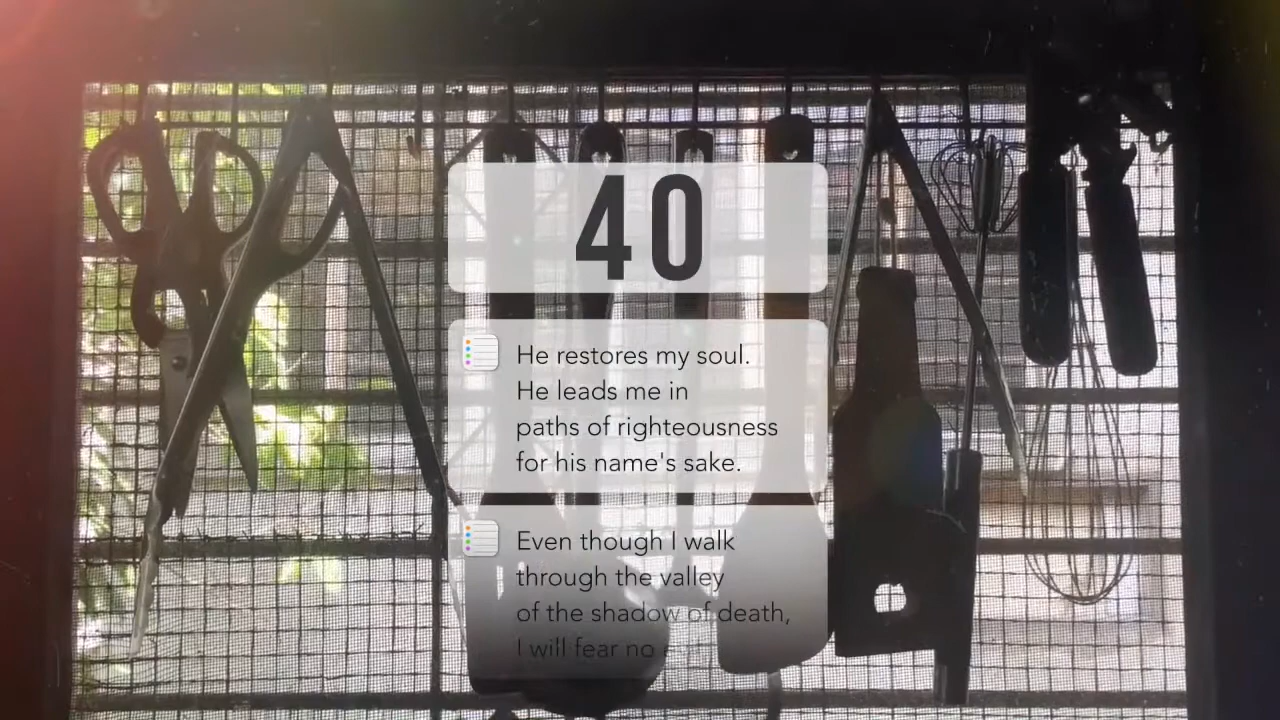 40
He restores my soul.
He leads me in
paths of righteousness
for his name's sake.
Even though I walk
through the valley
of the shadow of death,
I will fear no